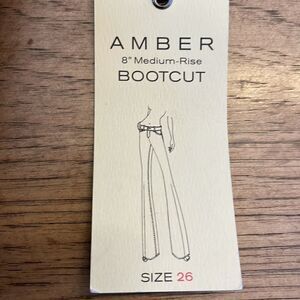 AMBER
8" Medium-Rise
BOOTCUT
SIZE 26